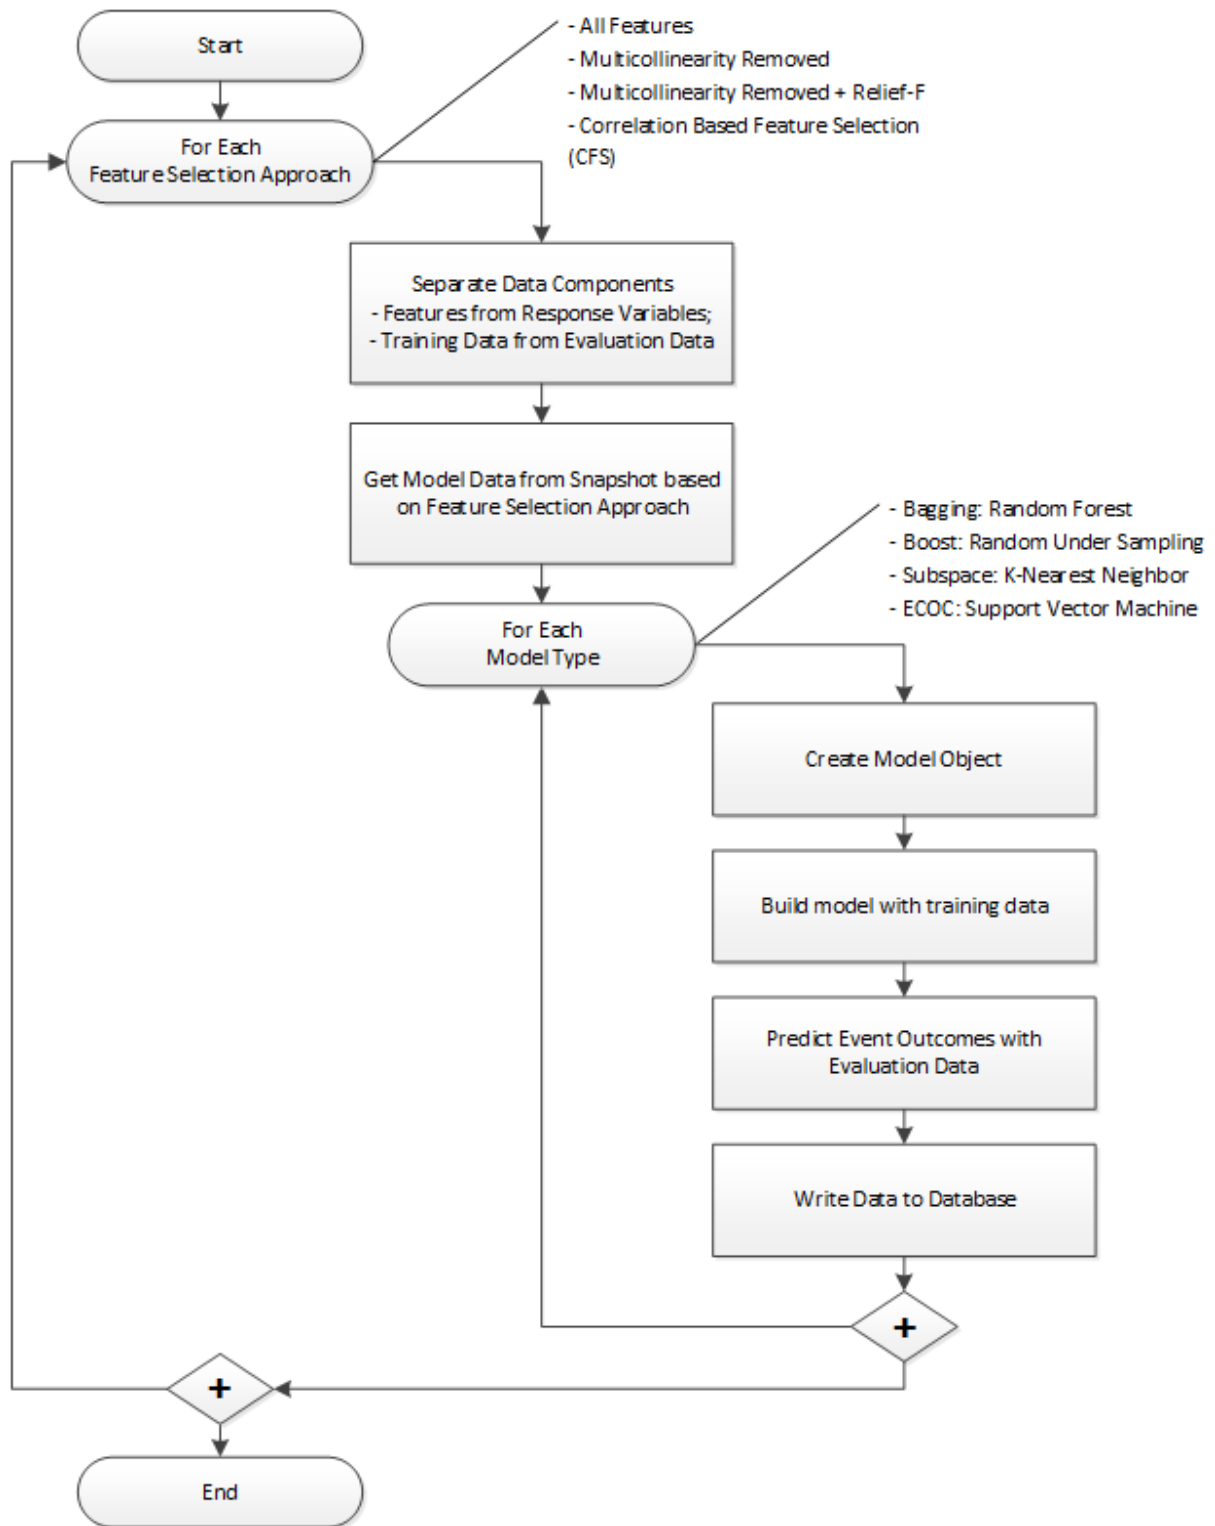 Start
- All Features
- Multicollinearity Removed
- Multicollinearity Removed + Relief-F
- Correlation Based Feature Selection
(CFS)
For Each
Feature Selection Approach
Separate Data Components
- Features from Response Variables;
- Training Data from Evaluation Data
Get Model Data from Snapshot based
on Feature Selection Approach
- Bagging: Random Forest
- Boost: Random Under Sampling
- Subspace: K-Nearest Neighbor
- ECOC: Support Vector Machine
For Each
Model Type
Create Model Object
Build model with training data
Predict Event Outcomes with
Evaluation Data
Write Data to Database
+
+
End